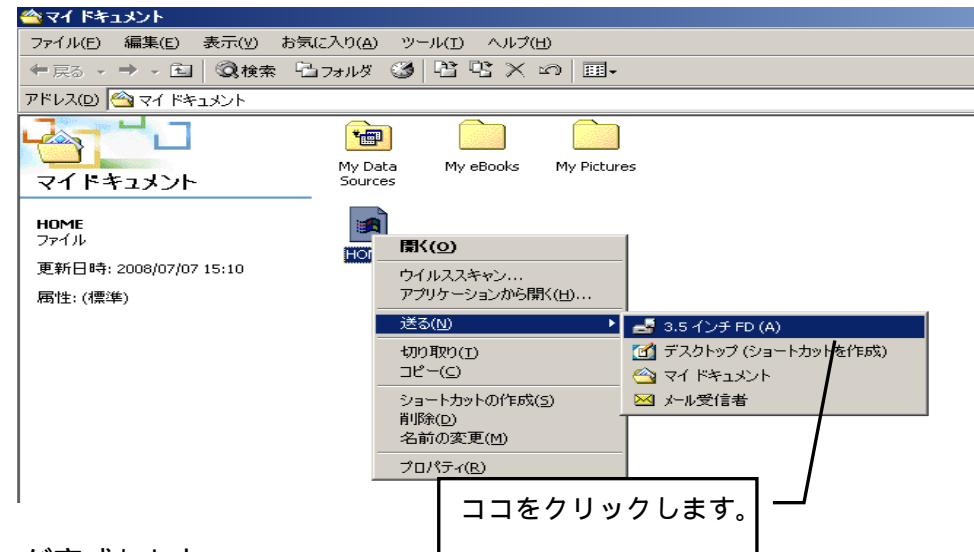 マイ ドキュメント
ファイル(F) 編集(E) 表示(V) お気に入り(A) ツール(T) ヘルプ(H)
戻る 検索 フォルダ
アドレス(D) マイ ドキュメント
マイ ドキュメント
HOME
ファイル
更新日時: 2008/07/07 15:10
属性: (標準)
My Data
Sources
My eBooks
My Pictures
開く(O)
ウイルススキャン...
アプリケーションから開く(H)...
送る(N)
切り取り(T)
コピー(C)
ショートカットの作成(S)
削除(D)
名前の変更(M)
プロパティ(R)
3.5 インチ FD (A)
デスクトップ (ショートカットを作成)
マイ ドキュメント
メール受信者
ココをクリックします。